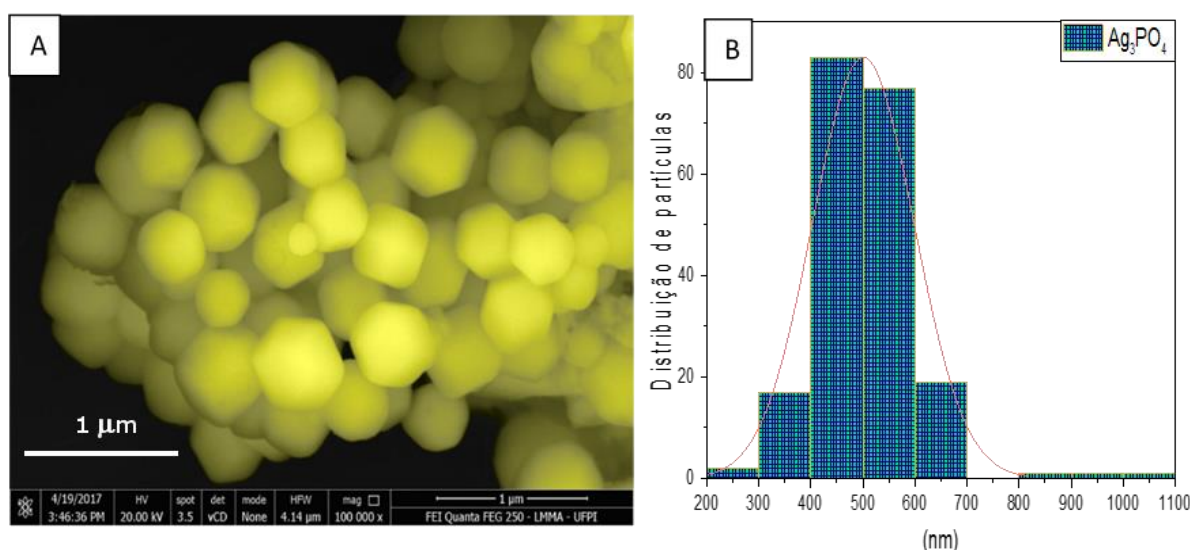 A
1 µm
4/19/2017 HV spot det mode HFW mag □ 1 µm
3:46:36 PM 20.00 kV 3.5 vCD None 4.14 µm 100 000 x FEI Quanta FEG 250 - LMMA - UFPI
B
Ag₃PO₄
Distribuição de partículas
80
60
40
20
0
200 300 400 500 600 700 800 900 1000 1100
(nm)